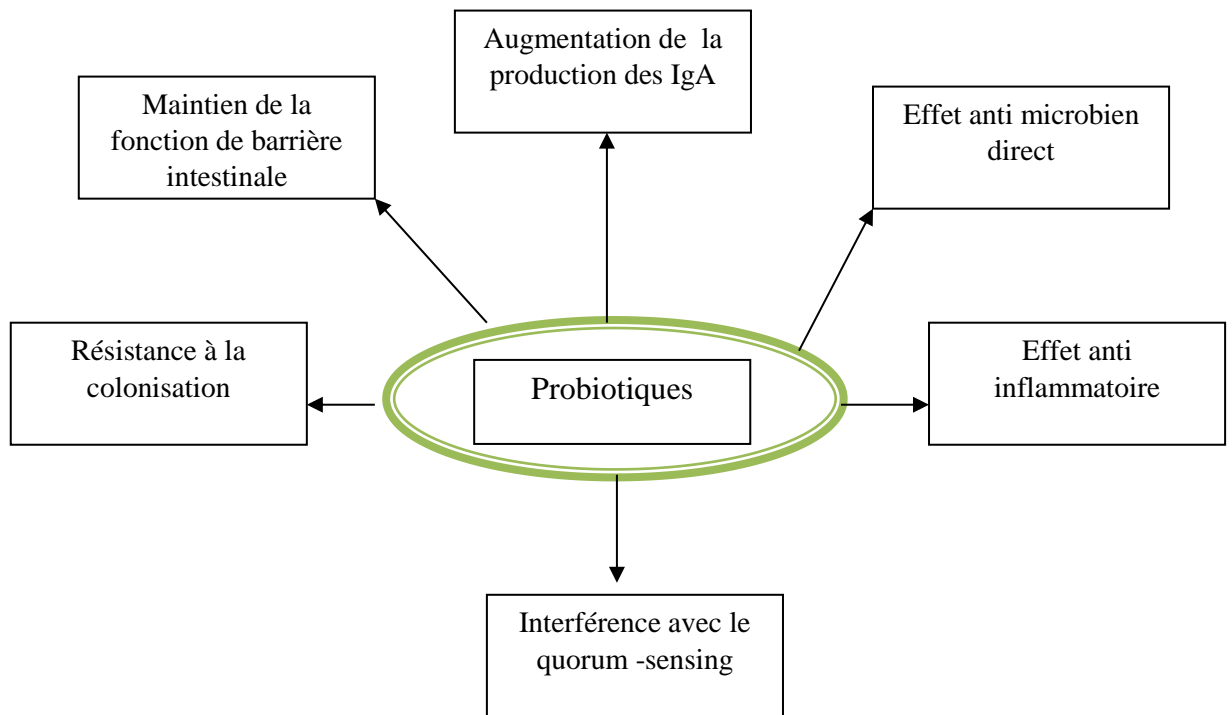 Augmentation de la
production des IgA
Maintien de la
fonction de barrière
intestinale
Effet anti microbien
direct
Résistance à la
colonisation
Probiotiques
Effet anti
inflammatoire
Interférence avec le
quorum -sensing